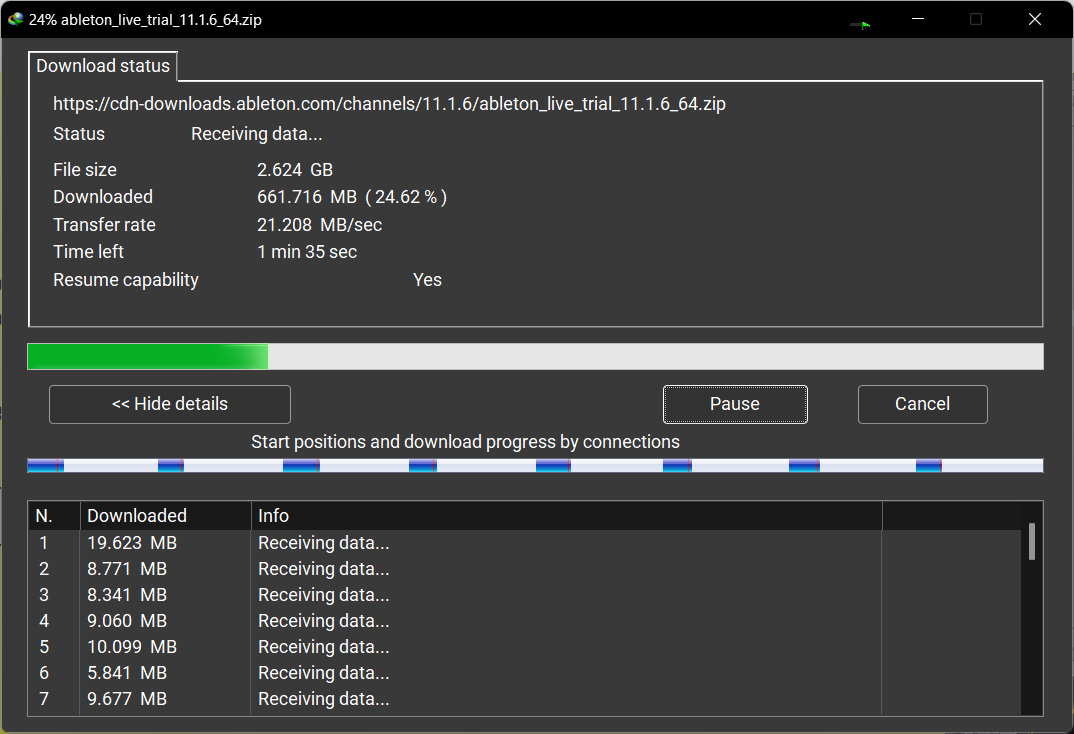 24% ableton_live_trial_11.1.6_64.zip
Download status
https://cdn-downloads.ableton.com/channels/11.1.6/ableton_live_trial_11.1.6_64.zip
Status Receiving data...
File size 2.624 GB
Downloaded 661.716 MB ( 24.62 % )
Transfer rate 21.208 MB/sec
Time left 1 min 35 sec
Resume capability Yes
<< Hide details Pause Cancel
Start positions and download progress by connections
N. Downloaded Info
1 19.623 MB Receiving data...
2 8.771 MB Receiving data...
3 8.341 MB Receiving data...
4 9.060 MB Receiving data...
5 10.099 MB Receiving data...
6 5.841 MB Receiving data...
7 9.677 MB Receiving data...